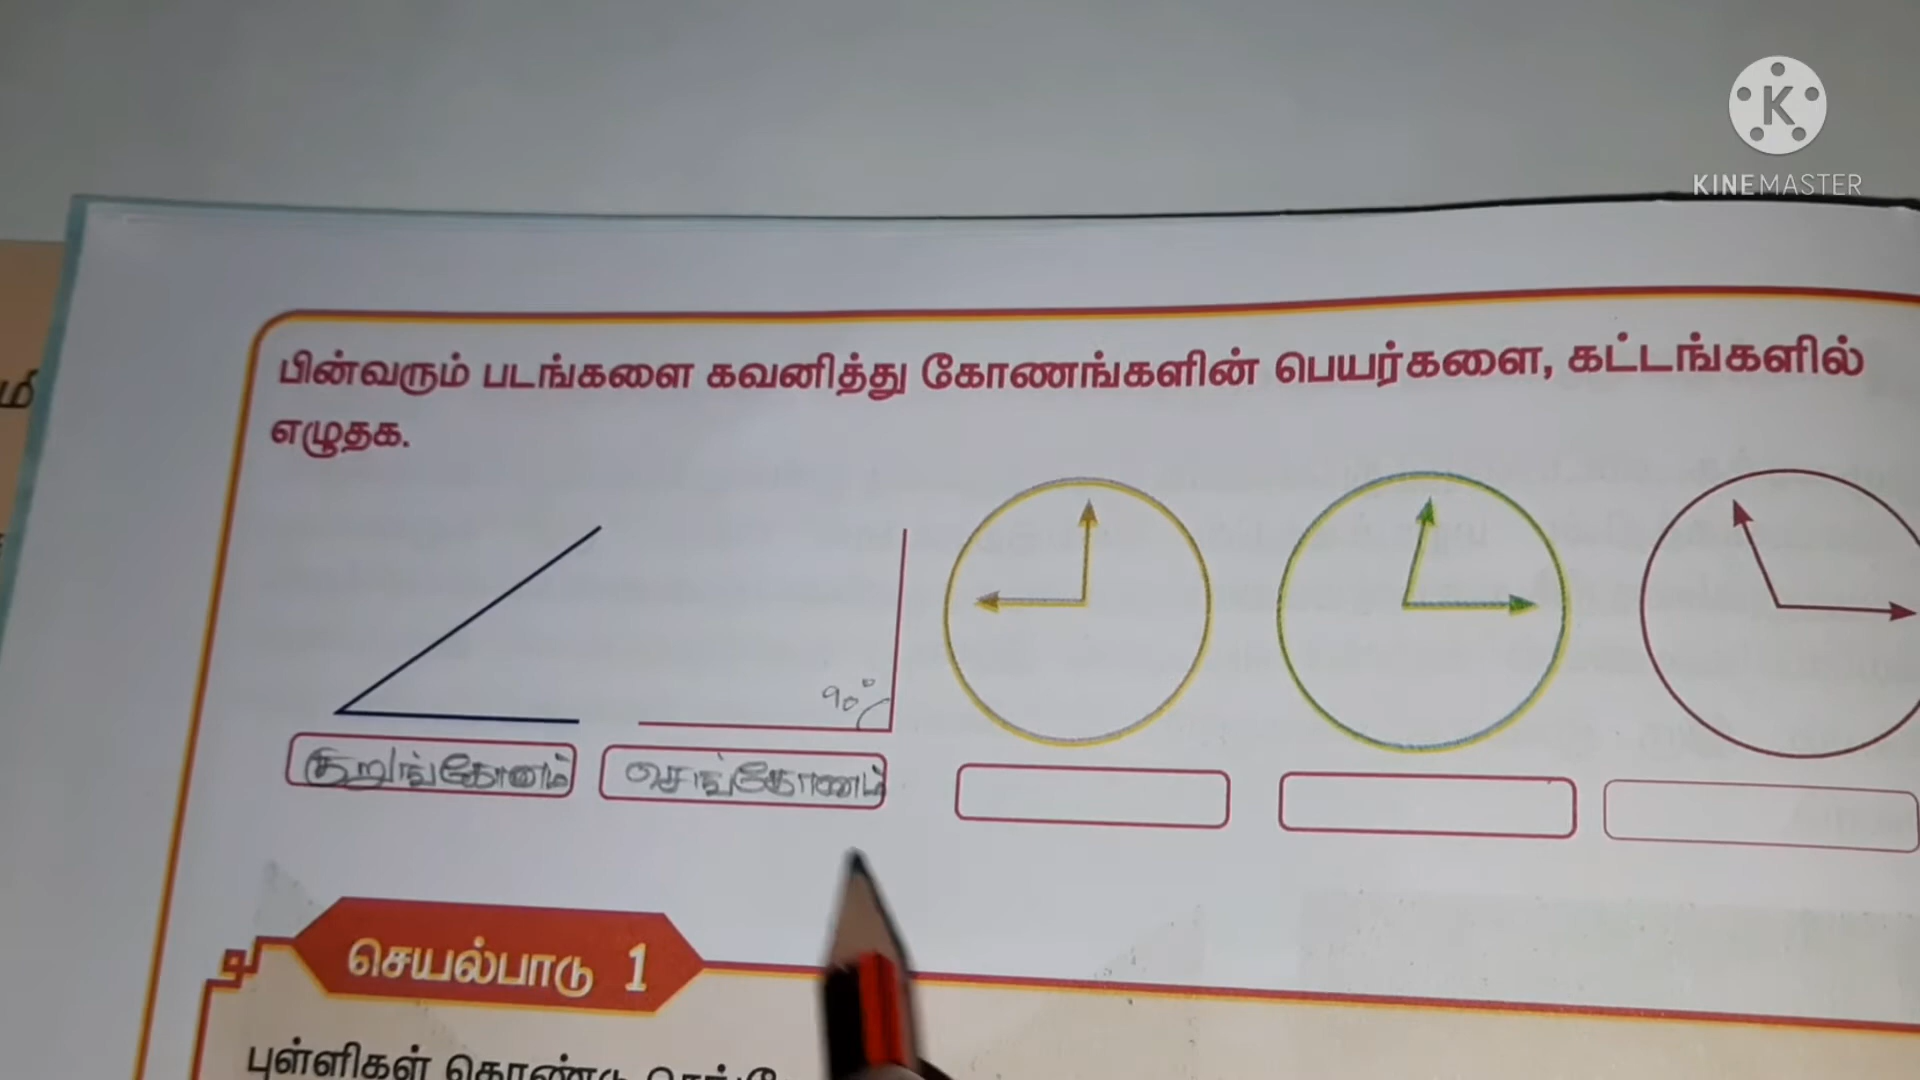 KINEMASTER
பின்வரும் படங்களை கவனித்து கோணங்களின் பெயர்களை, கட்டங்களில்
எழுதக.
90°
குறுங்கோணம் செங்கோணம்
செயல்பாடு 1
புள்ளிகள் கொண்டு